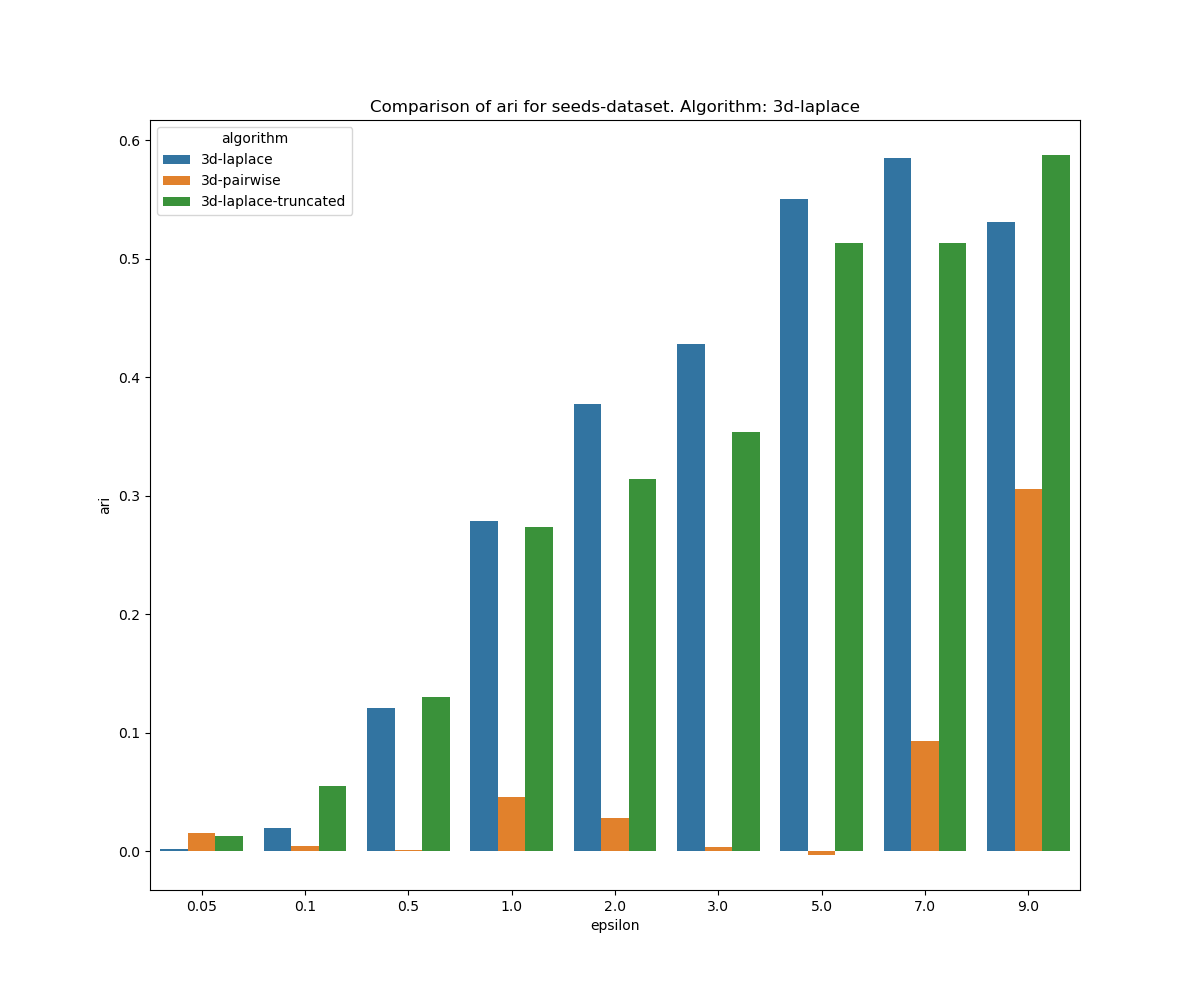 Comparison of ari for seeds-dataset. Algorithm: 3d-laplace
algorithm
3d-laplace
3d-pairwise
3d-laplace-truncated
0.6
0.5
0.4
0.3
0.2
0.1
0.0
ari
0.05 0.1 0.5 1.0 2.0 3.0 5.0 7.0 9.0
epsilon